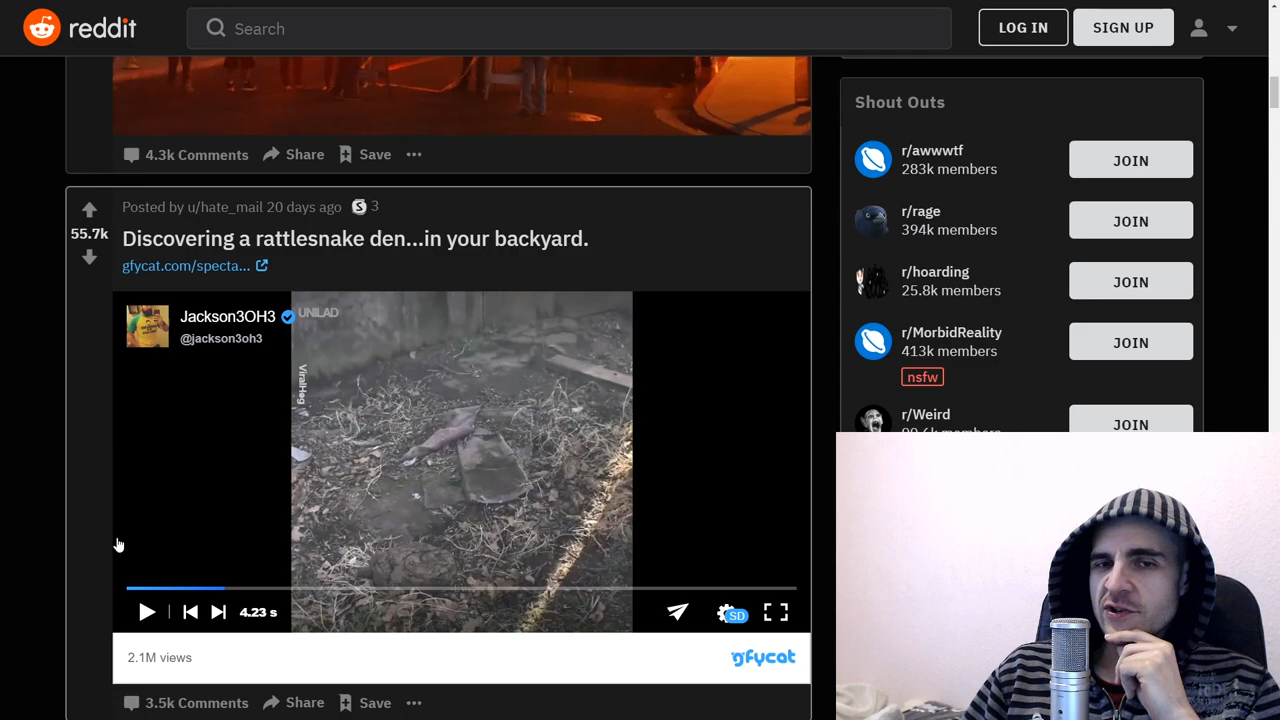 reddit
Search
LOG IN
SIGN UP
4.3k Comments
Share
Save
Shout Outs
r/awwwtf
283k members
JOIN
r/rage
394k members
JOIN
r/hoarding
25.8k members
JOIN
r/MorbidReality
413k members
nsfw
JOIN
r/Weird
JOIN
Posted by u/hate_mail 20 days ago
S 3
55.7k
Discovering a rattlesnake den...in your backyard.
gfycat.com/specta...
Jackson3OH3
@jackson3oh3
UNILAD
ViralHog
4.23 s
SD
2.1M views
gfycat
3.5k Comments
Share
Save